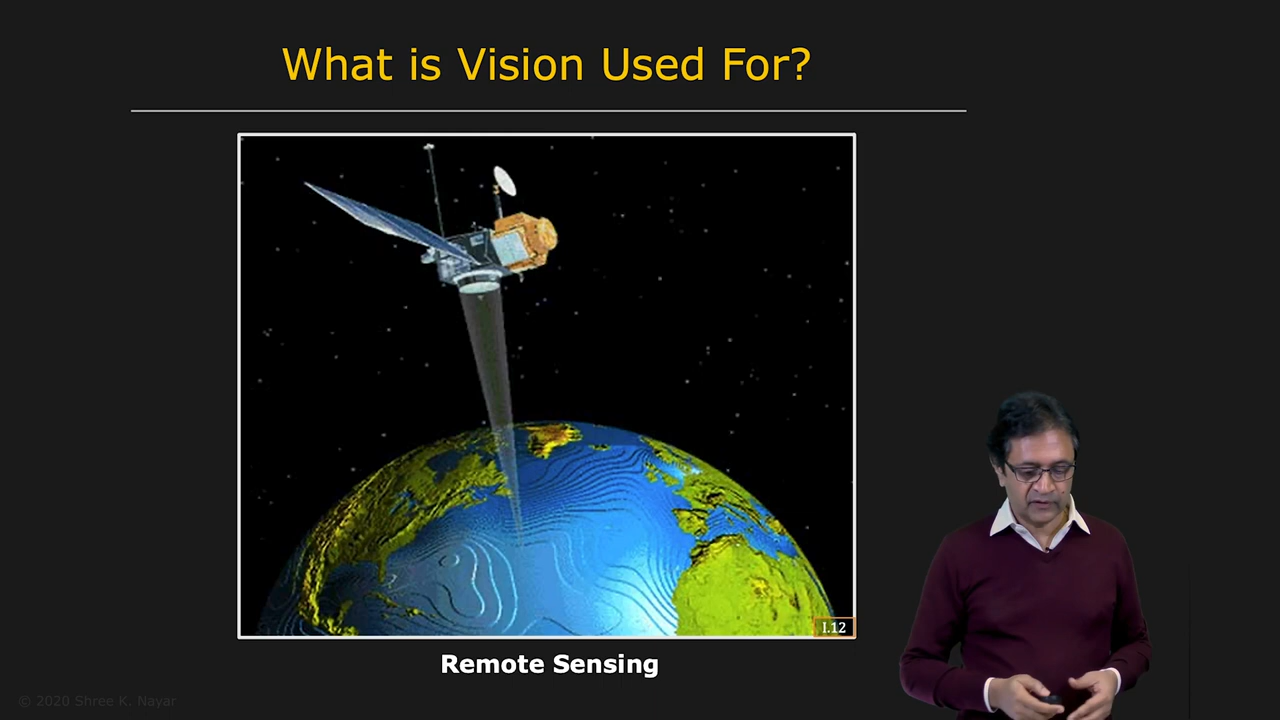 What is Vision Used For?
I.12
Remote Sensing
© 2020 Shree K. Nayar